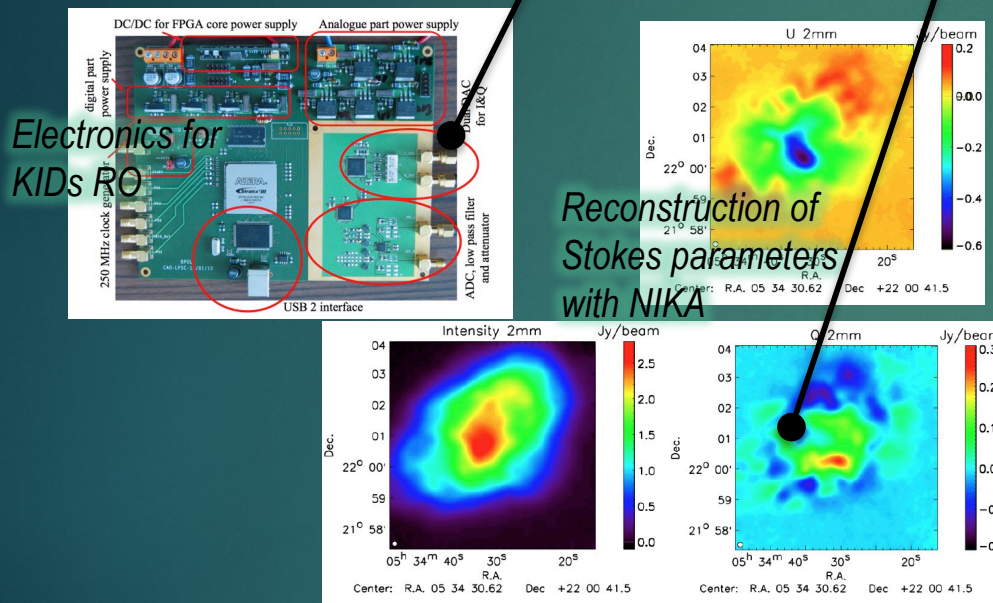 DC/DC for FPGA core power supply
Analogue part power supply
digital part
power supply
Dual DAC
for I&Q
Electronics for
KIDs RO
250 MHz clock generator
ALTERA
Stratix III
ADC, low pass filter
and attenuator
USB 2 interface
U 2mm
Jy/beam
04
03
02
01
22° 00'
59
21° 58'
Dec.
0.2
0.0
-0.2
-0.4
-0.6
05ʰ 34ᵐ 40ˢ
20ˢ
R.A.
Center: R.A. 05 34 30.62 Dec +22 00 41.5
Reconstruction of
Stokes parameters
with NIKA
Intensity 2mm
Jy/beam
04
03
02
01
22° 00'
59
21° 58'
Dec.
2.5
2.0
1.5
1.0
0.5
0.0
05ʰ 34ᵐ 40ˢ 30ˢ 20ˢ
R.A.
Center: R.A. 05 34 30.62 Dec +22 00 41.5
Q 2mm
Jy/beam
04
03
02
01
22° 00'
59
21° 58'
Dec.
05ʰ 34ᵐ 40ˢ 30ˢ 20ˢ
R.A.
Center: R.A. 05 34 30.62 Dec +22 00 41.5